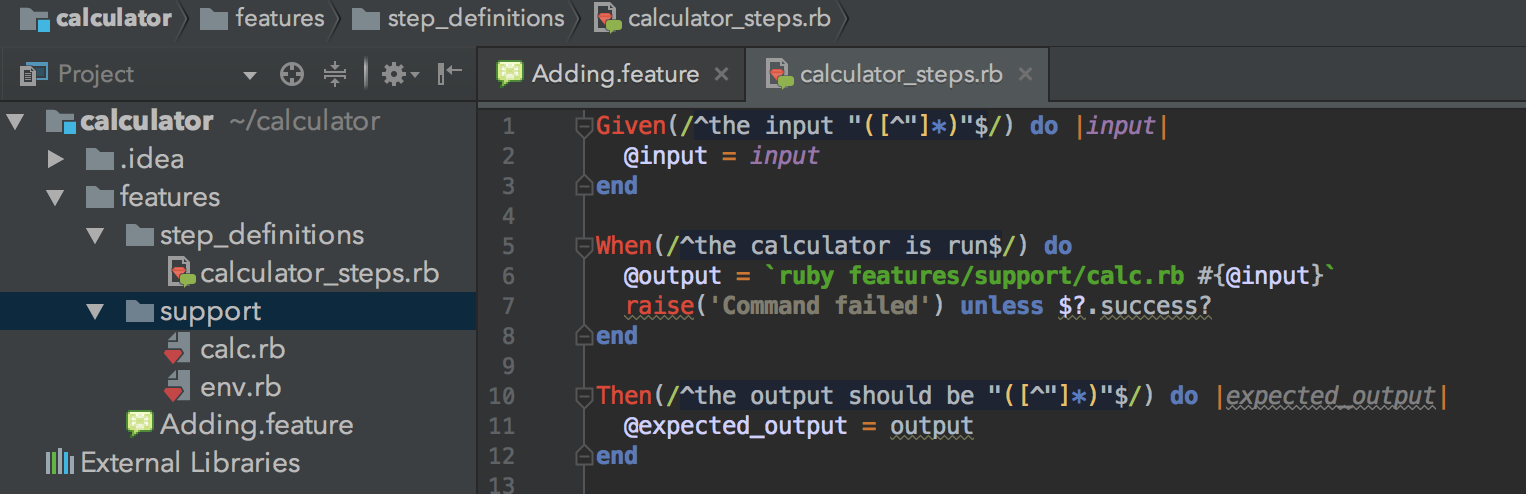 calculator features step_definitions calculator_steps.rb
Project
calculator ~/calculator
.idea
features
step_definitions
calculator_steps.rb
support
calc.rb
env.rb
Adding.feature
External Libraries
Adding.feature × calculator_steps.rb ×
1 Given(/^the input "([^"]*)"$/) do |input|
2 @input = input
3 end
4
5 When(/^the calculator is run$/) do
6 @output = `ruby features/support/calc.rb #{@input}`
7 raise('Command failed') unless $?.success?
8 end
9
10 Then(/^the output should be "([^"]*)"$/) do |expected_output|
11 @expected_output = output
12 end
13